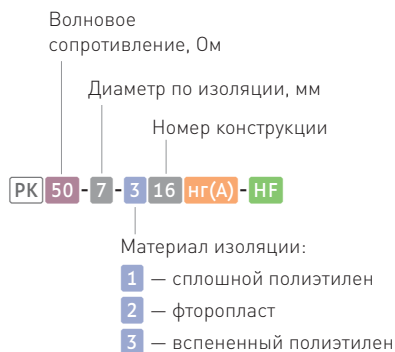 Волновое
сопротивление, Ом
Диаметр по изоляции, мм
Номер конструкции
РК 50 - 7 - 3 16 нг(А) - HF
Материал изоляции:
1 — сплошной полиэтилен
2 — фторопласт
3 — вспененный полиэтилен